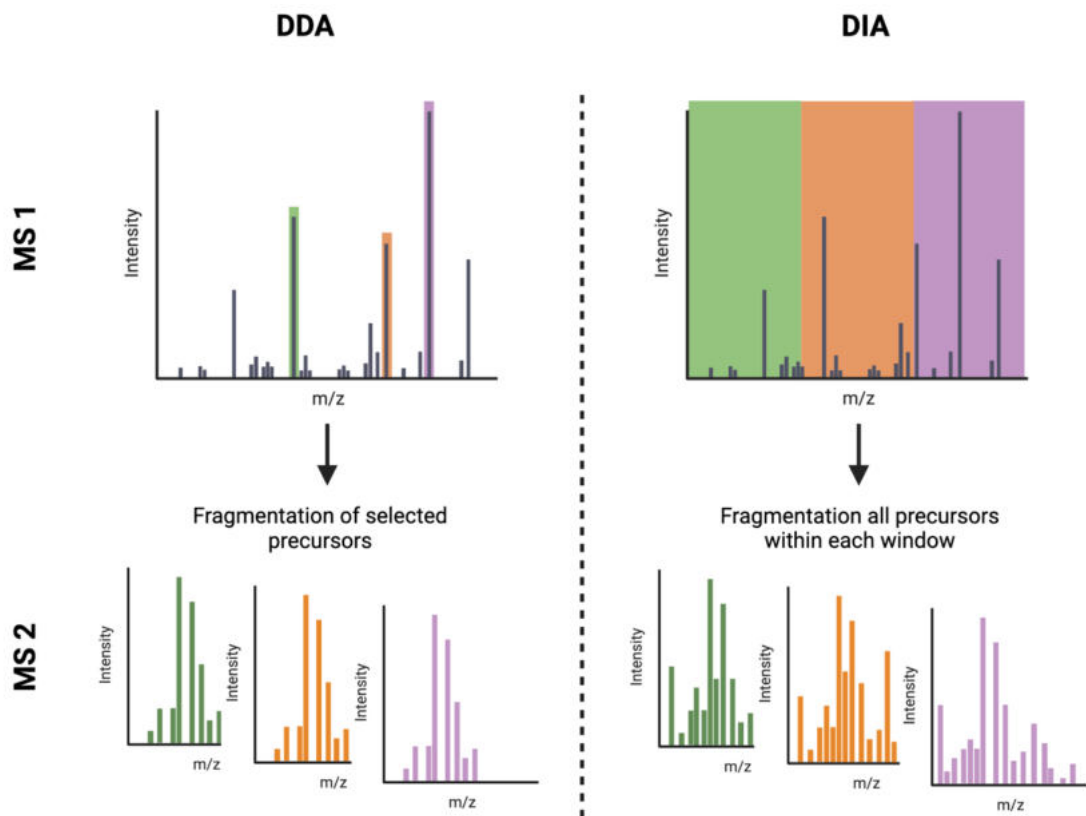 DDA
DIA
MS 1
Intensity
m/z
Intensity
m/z
Fragmentation of selected
precursors
Fragmentation all precursors
within each window
MS 2
Intensity
m/z
Intensity
m/z
Intensity
m/z
Intensity
m/z
Intensity
m/z
Intensity
m/z